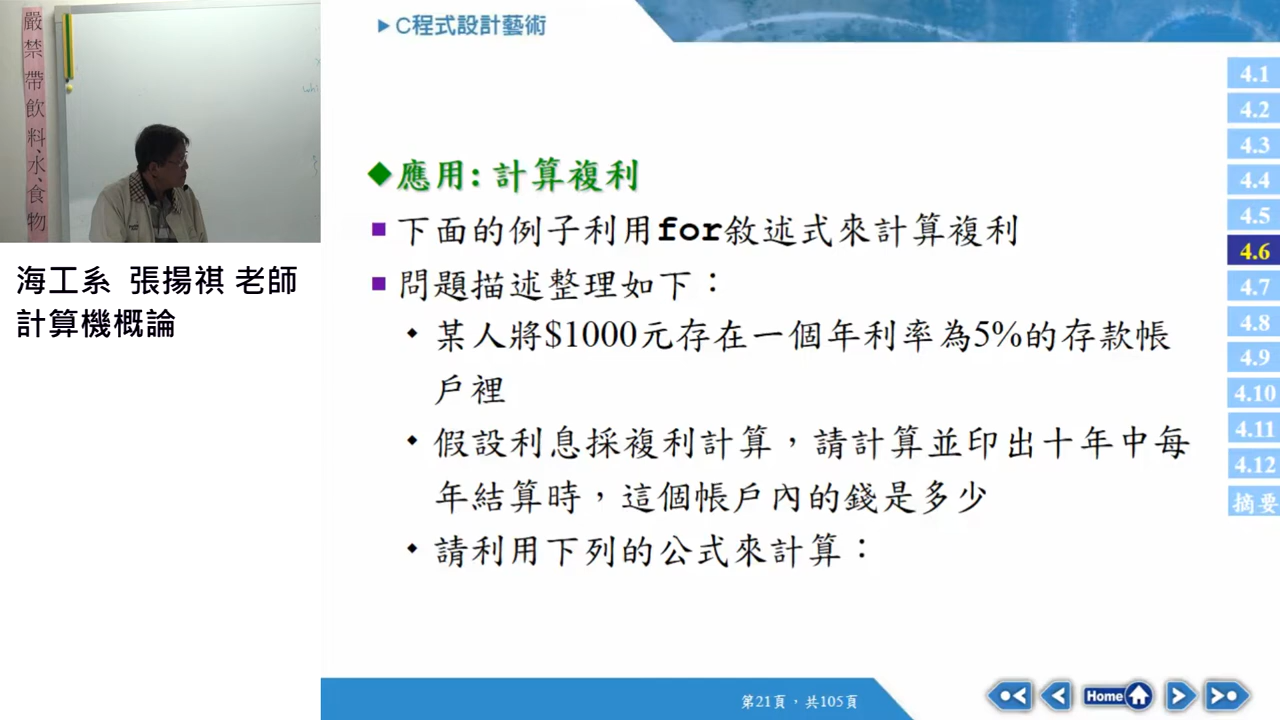 嚴禁帶飲料、水、食物
海工系 張揚祺 老師
計算機概論
C程式設計藝術
應用: 計算複利
下面的例子利用for敘述式來計算複利
問題描述整理如下：
某人將$1000元存在一個年利率為5%的存款帳
戶裡
假設利息採複利計算，請計算並印出十年中每
年結算時，這個帳戶內的錢是多少
請利用下列的公式來計算：
4.1
4.2
4.3
4.4
4.5
4.6
4.7
4.8
4.9
4.10
4.11
4.12
摘要
第21頁，共105頁
Home